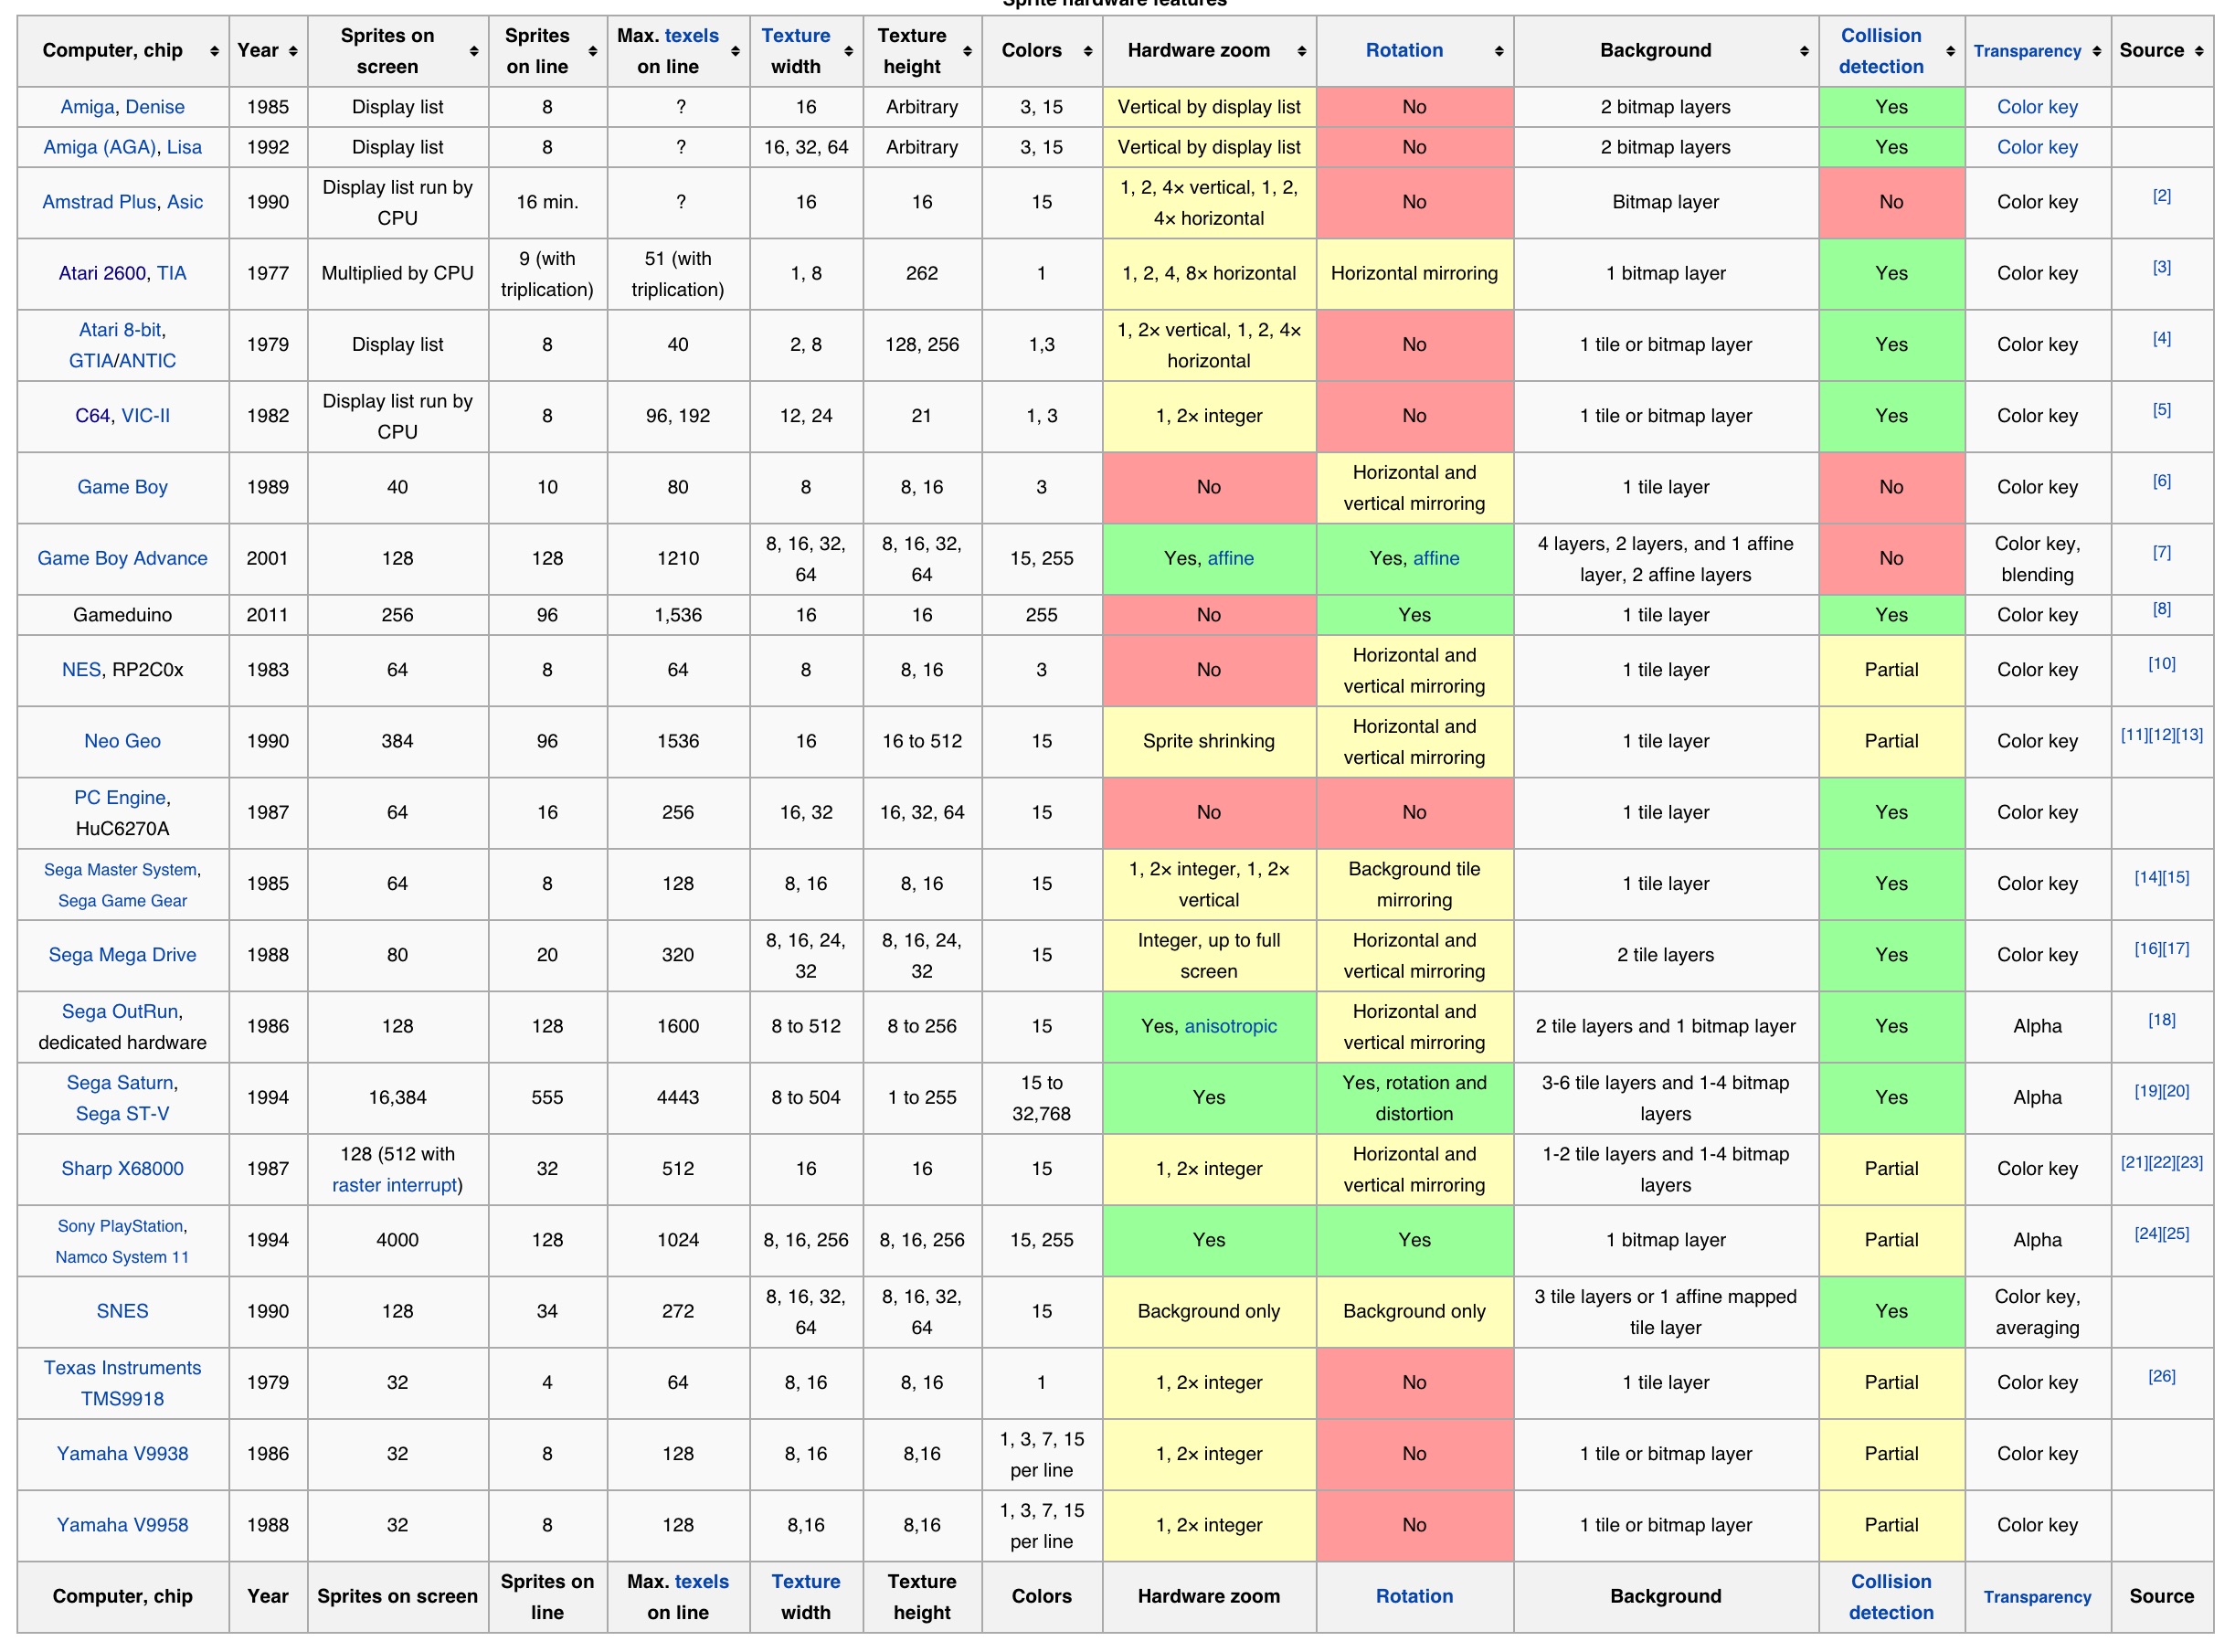 Sprite hardware features
Computer, chip Year Sprites on screen Sprites on line Max. texels on line Texture width Texture height Colors Hardware zoom Rotation Background Collision detection Transparency Source
Amiga, Denise 1985 Display list 8 ? 16 Arbitrary 3, 15 Vertical by display list No 2 bitmap layers Yes Color key
Amiga (AGA), Lisa 1992 Display list 8 ? 16, 32, 64 Arbitrary 3, 15 Vertical by display list No 2 bitmap layers Yes Color key
Amstrad Plus, Asic 1990 Display list run by CPU 16 min. ? 16 16 15 1, 2, 4× vertical, 1, 2, 4× horizontal No Bitmap layer No Color key [2]
Atari 2600, TIA 1977 Multiplied by CPU 9 (with triplication) 51 (with triplication) 1, 8 262 1 1, 2, 4, 8× horizontal Horizontal mirroring 1 bitmap layer Yes Color key [3]
Atari 8-bit, GTIA/ANTIC 1979 Display list 8 40 2, 8 128, 256 1,3 1, 2× vertical, 1, 2, 4× horizontal No 1 tile or bitmap layer Yes Color key [4]
C64, VIC-II 1982 Display list run by CPU 8 96, 192 12, 24 21 1, 3 1, 2× integer No 1 tile or bitmap layer Yes Color key [5]
Game Boy 1989 40 10 80 8 8, 16 3 No Horizontal and vertical mirroring 1 tile layer No Color key [6]
Game Boy Advance 2001 128 128 1210 8, 16, 32, 64 8, 16, 32, 64 15, 255 Yes, affine Yes, affine 4 layers, 2 layers, and 1 affine layer, 2 affine layers No Color key, blending [7]
Gameduino 2011 256 96 1,536 16 16 255 No Yes 1 tile layer Yes Color key [8]
NES, RP2C0x 1983 64 8 64 8 8, 16 3 No Horizontal and vertical mirroring 1 tile layer Partial Color key [10]
Neo Geo 1990 384 96 1536 16 16 to 512 15 Sprite shrinking Horizontal and vertical mirroring 1 tile layer Partial Color key [11][12][13]
PC Engine, HuC6270A 1987 64 16 256 16, 32 16, 32, 64 15 No No 1 tile layer Yes Color key
Sega Master System, Sega Game Gear 1985 64 8 128 8, 16 8, 16 15 1, 2× integer, 1, 2× vertical Background tile mirroring 1 tile layer Yes Color key [14][15]
Sega Mega Drive 1988 80 20 320 8, 16, 24, 32 8, 16, 24, 32 15 Integer, up to full screen Horizontal and vertical mirroring 2 tile layers Yes Color key [16][17]
Sega OutRun, dedicated hardware 1986 128 128 1600 8 to 512 8 to 256 15 Yes, anisotropic Horizontal and vertical mirroring 2 tile layers and 1 bitmap layer Yes Alpha [18]
Sega Saturn, Sega ST-V 1994 16,384 555 4443 8 to 504 1 to 255 15 to 32,768 Yes Yes, rotation and distortion 3-6 tile layers and 1-4 bitmap layers Yes Alpha [19][20]
Sharp X68000 1987 128 (512 with raster interrupt) 32 512 16 16 15 1, 2× integer Horizontal and vertical mirroring 1-2 tile layers and 1-4 bitmap layers Partial Color key [21][22][23]
Sony PlayStation, Namco System 11 1994 4000 128 1024 8, 16, 256 8, 16, 256 15, 255 Yes Yes 1 bitmap layer Partial Alpha [24][25]
SNES 1990 128 34 272 8, 16, 32, 64 8, 16, 32, 64 15 Background only Background only 3 tile layers or 1 affine mapped tile layer Yes Color key, averaging
Texas Instruments TMS9918 1979 32 4 64 8, 16 8, 16 1 1, 2× integer No 1 tile layer Partial Color key [26]
Yamaha V9938 1986 32 8 128 8, 16 8,16 1, 3, 7, 15 per line 1, 2× integer No 1 tile or bitmap layer Partial Color key
Yamaha V9958 1988 32 8 128 8,16 8,16 1, 3, 7, 15 per line 1, 2× integer No 1 tile or bitmap layer Partial Color key
Computer, chip Year Sprites on screen Sprites on line Max. texels on line Texture width Texture height Colors Hardware zoom Rotation Background Collision detection Transparency Source